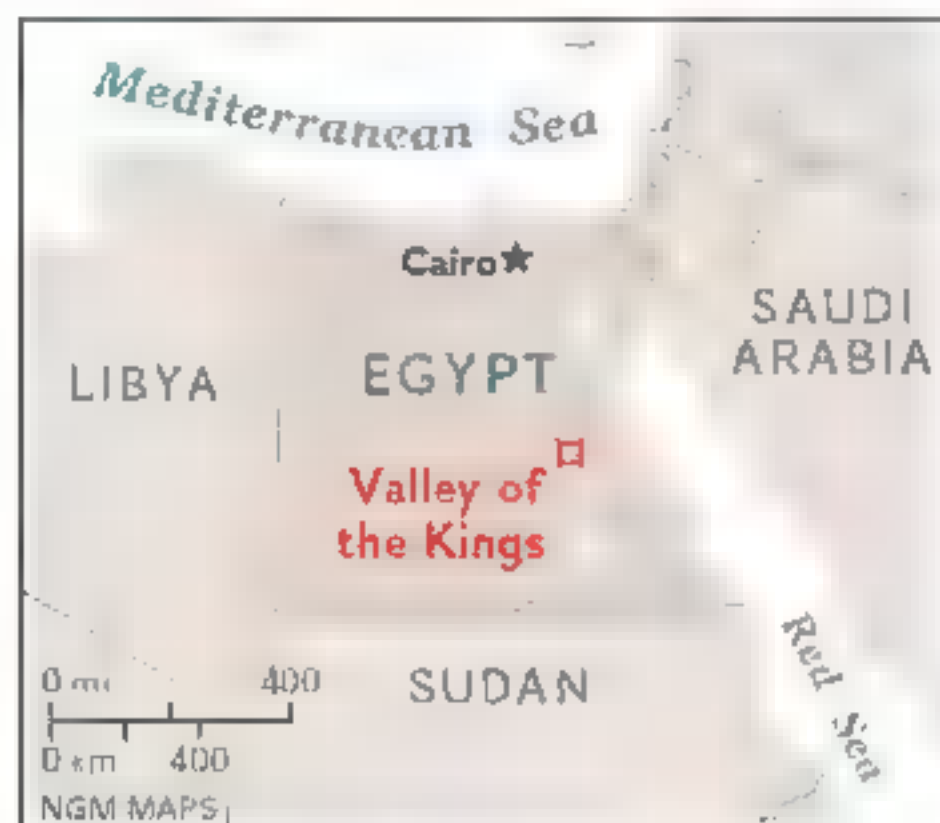 Mediterranean Sea
Cairo
SAUDI
ARABIA
LIBYA
EGYPT
Valley of
the Kings
Red Sea
SUDAN
0 mi 400
0 km 400
NGM MAPS